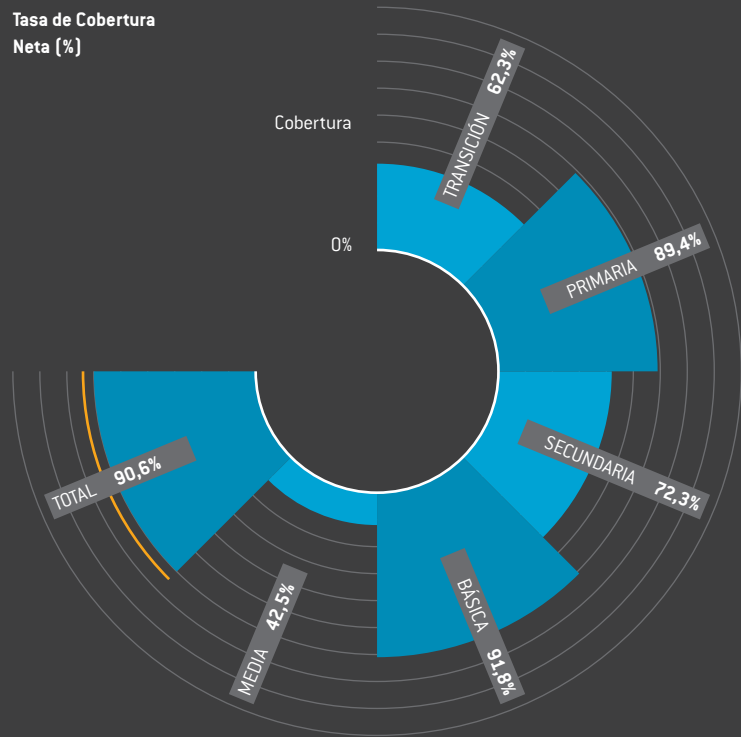 Tasa de Cobertura
Neta (%)
Cobertura
0%
TRANSICIÓN 62,3%
PRIMARIA 89,4%
SECUNDARIA 72,3%
BÁSICA 91,8%
MEDIA 42,5%
TOTAL 90,6%